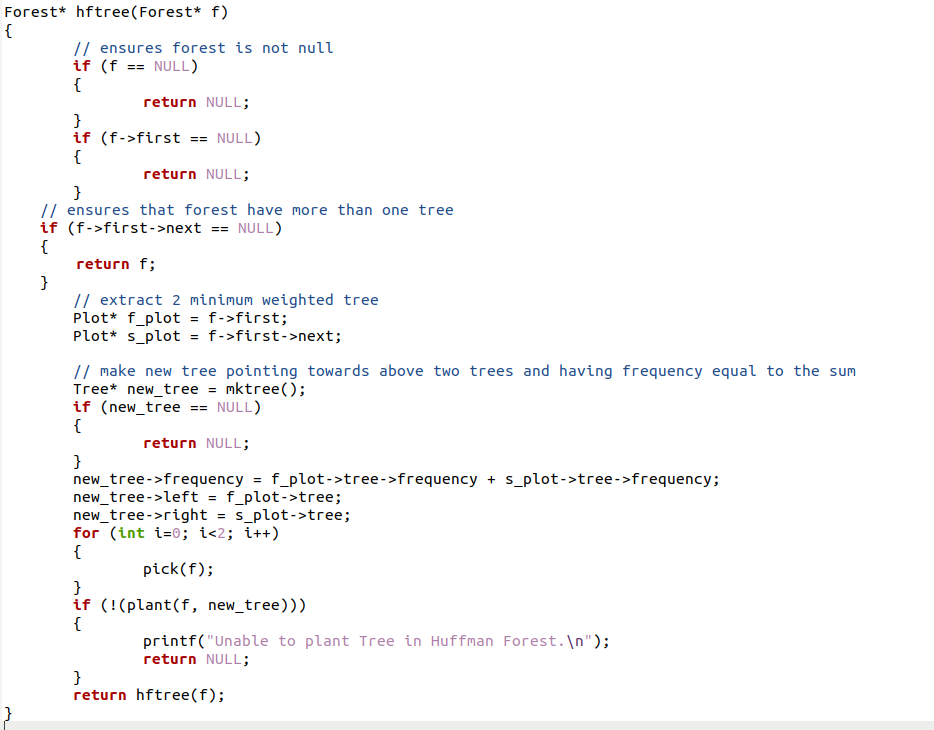 Forest* hftree(Forest* f)
{
        // ensures forest is not null
        if (f == NULL)
        {
                return NULL;
        }
        if (f->first == NULL)
        {
                return NULL;
        }
    // ensures that forest have more than one tree
    if (f->first->next == NULL)
    {
        return f;
    }
        // extract 2 minimum weighted tree
        Plot* f_plot = f->first;
        Plot* s_plot = f->first->next;

        // make new tree pointing towards above two trees and having frequency equal to the sum
        Tree* new_tree = mktree();
        if (new_tree == NULL)
        {
                return NULL;
        }
        new_tree->frequency = f_plot->tree->frequency + s_plot->tree->frequency;
        new_tree->left = f_plot->tree;
        new_tree->right = s_plot->tree;
        for (int i=0; i<2; i++)
        {
                pick(f);
        }
        if (!(plant(f, new_tree)))
        {
                printf("Unable to plant Tree in Huffman Forest.\n");
                return NULL;
        }
        return hftree(f);
}